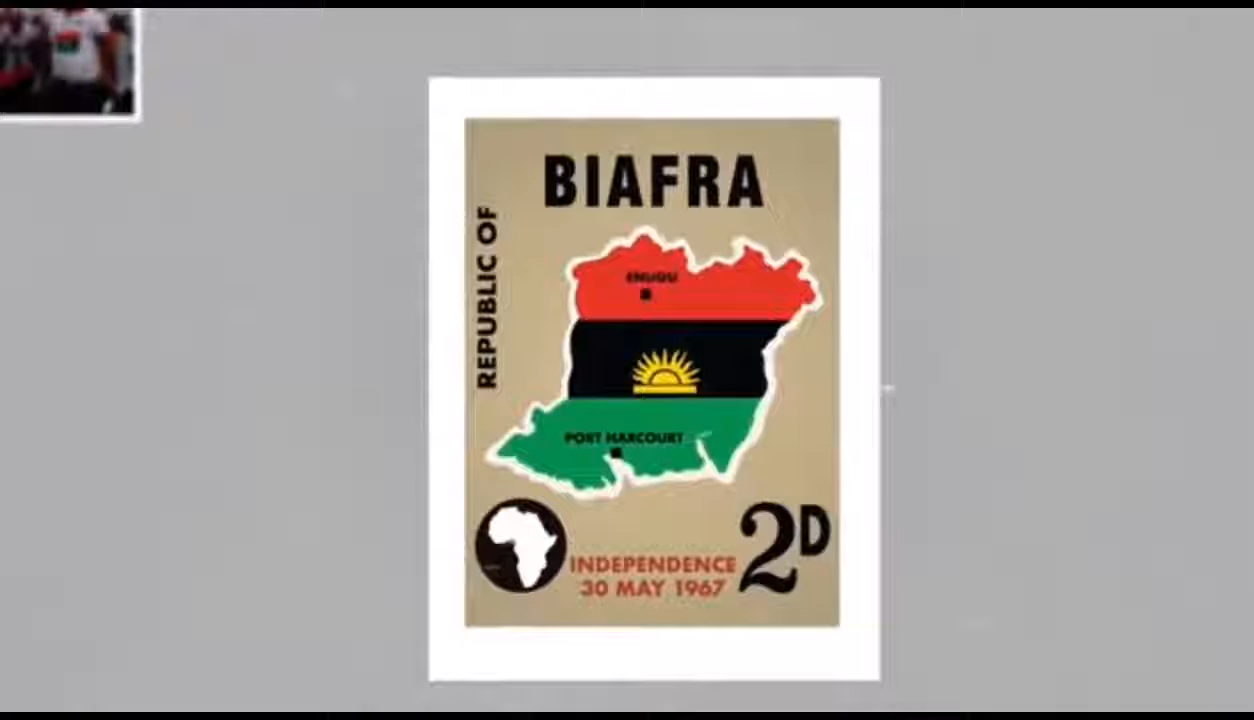 BIAFRA
REPUBLIC OF
ENUGU
PORT HARCOURT
INDEPENDENCE
30 MAY 1967
2D